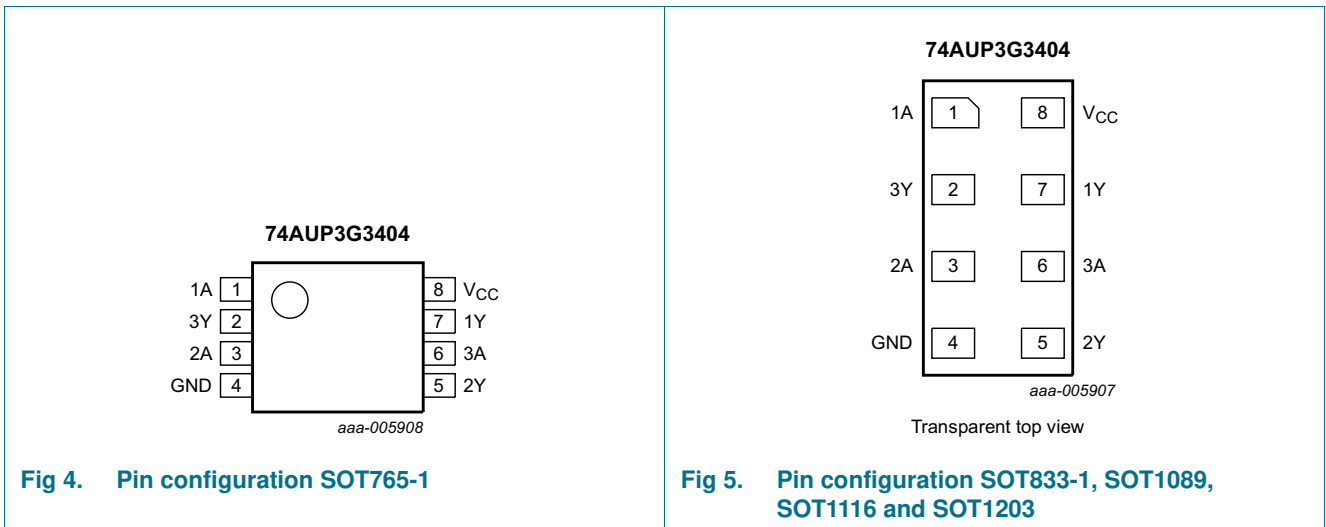 74AUP3G3404
1A 1 8 VCC
3Y 2 7 1Y
2A 3 6 3A
GND 4 5 2Y
aaa-005908
Fig 4. Pin configuration SOT765-1
74AUP3G3404
1A 1 8 VCC
3Y 2 7 1Y
2A 3 6 3A
GND 4 5 2Y
aaa-005907
Transparent top view
Fig 5. Pin configuration SOT833-1, SOT1089,
SOT1116 and SOT1203